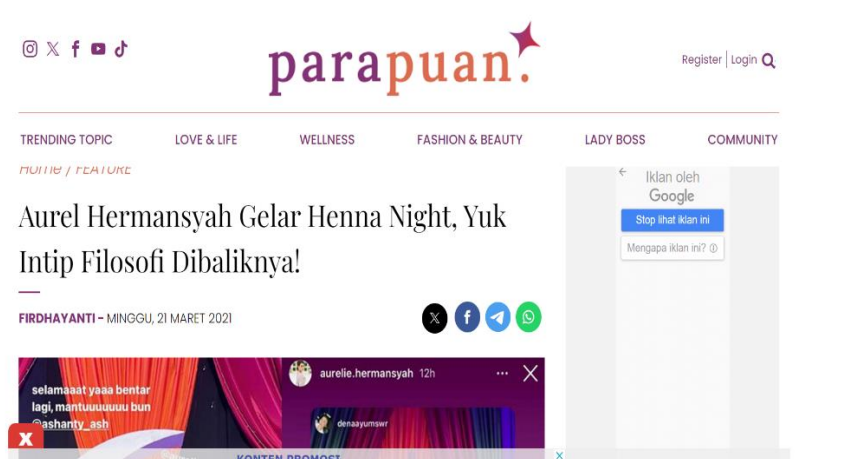 parapuan.
Register | Login
TRENDING TOPIC LOVE & LIFE WELLNESS FASHION & BEAUTY LADY BOSS COMMUNITY
Home / FEATURE
Aurel Hermansyah Gelar Henna Night, Yuk
Intip Filosofi Dibaliknya!
FIRDHAYANTI - MINGGU, 21 MARET 2021
selamaaat yaaa bentar
lagi, mantuuuuuu bun
@ashanty_ash
aurelie.hermansyah 12h
denaayumswr
X
KONTEN PROMOSI
Iklan oleh
Google
Stop lihat iklan ini
Mengapa iklan ini?